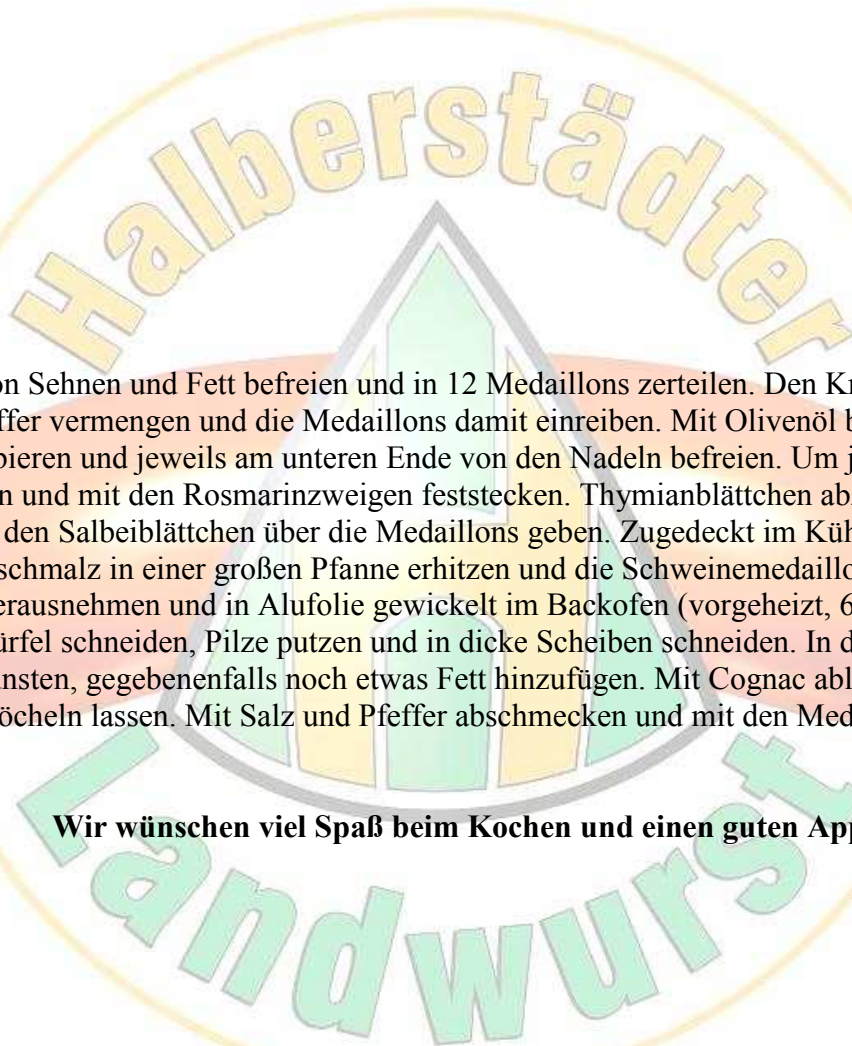 Halberstädter
on Sehnen und Fett befreien und in 12 Medaillons zerteilen. Den Kn
ffer vermengen und die Medaillons damit einreiben. Mit Olivenöl b
bieren und jeweils am unteren Ende von den Nadeln befreien. Um j
n und mit den Rosmarinzweigen feststecken. Thymianblättchen ab
den Salbeiblättchen über die Medaillons geben. Zugedeckt im Küh
schmalz in einer großen Pfanne erhitzen und die Schweinemedaillo
erausnehmen und in Alufolie gewickelt im Backofen (vorgeheizt, 6
ürfel schneiden, Pilze putzen und in dicke Scheiben schneiden. In d
ünsten, gegebenenfalls noch etwas Fett hinzufügen. Mit Cognac abl
öcheln lassen. Mit Salz und Pfeffer abschmecken und mit den Med
Wir wünschen viel Spaß beim Kochen und einen guten App
Landwurst